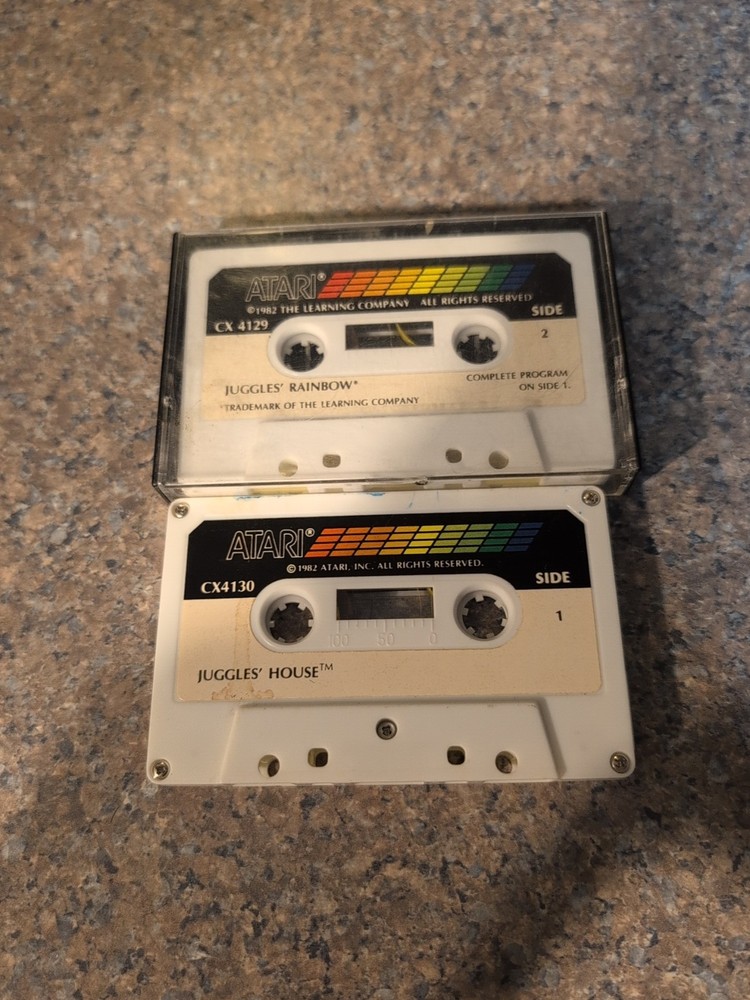 ATARI®
©1982 THE LEARNING COMPANY ALL RIGHTS RESERVED
CX 4129
SIDE
2
JUGGLES' RAINBOW*
COMPLETE PROGRAM
ON SIDE 1.
*TRADEMARK OF THE LEARNING COMPANY
ATARI®
©1982 ATARI, INC. ALL RIGHTS RESERVED.
CX4130
SIDE
1
100 50 0
JUGGLES' HOUSE™